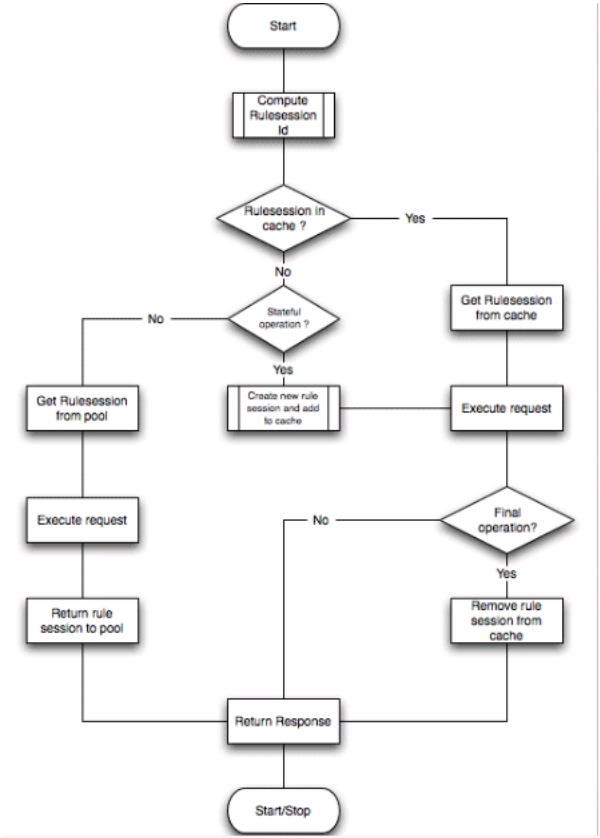 Start
Compute
Rulesession
Id
Rulesession in
cache ?
Yes
No
Get Rulesession
from cache
Stateful
operation ?
No
Yes
Get Rulesession
from pool
Create new rule
session and add
to cache
Execute request
Execute request
Final
operation?
No
Yes
Return rule
session to pool
Remove rule
session from
cache
Return Response
Start/Stop